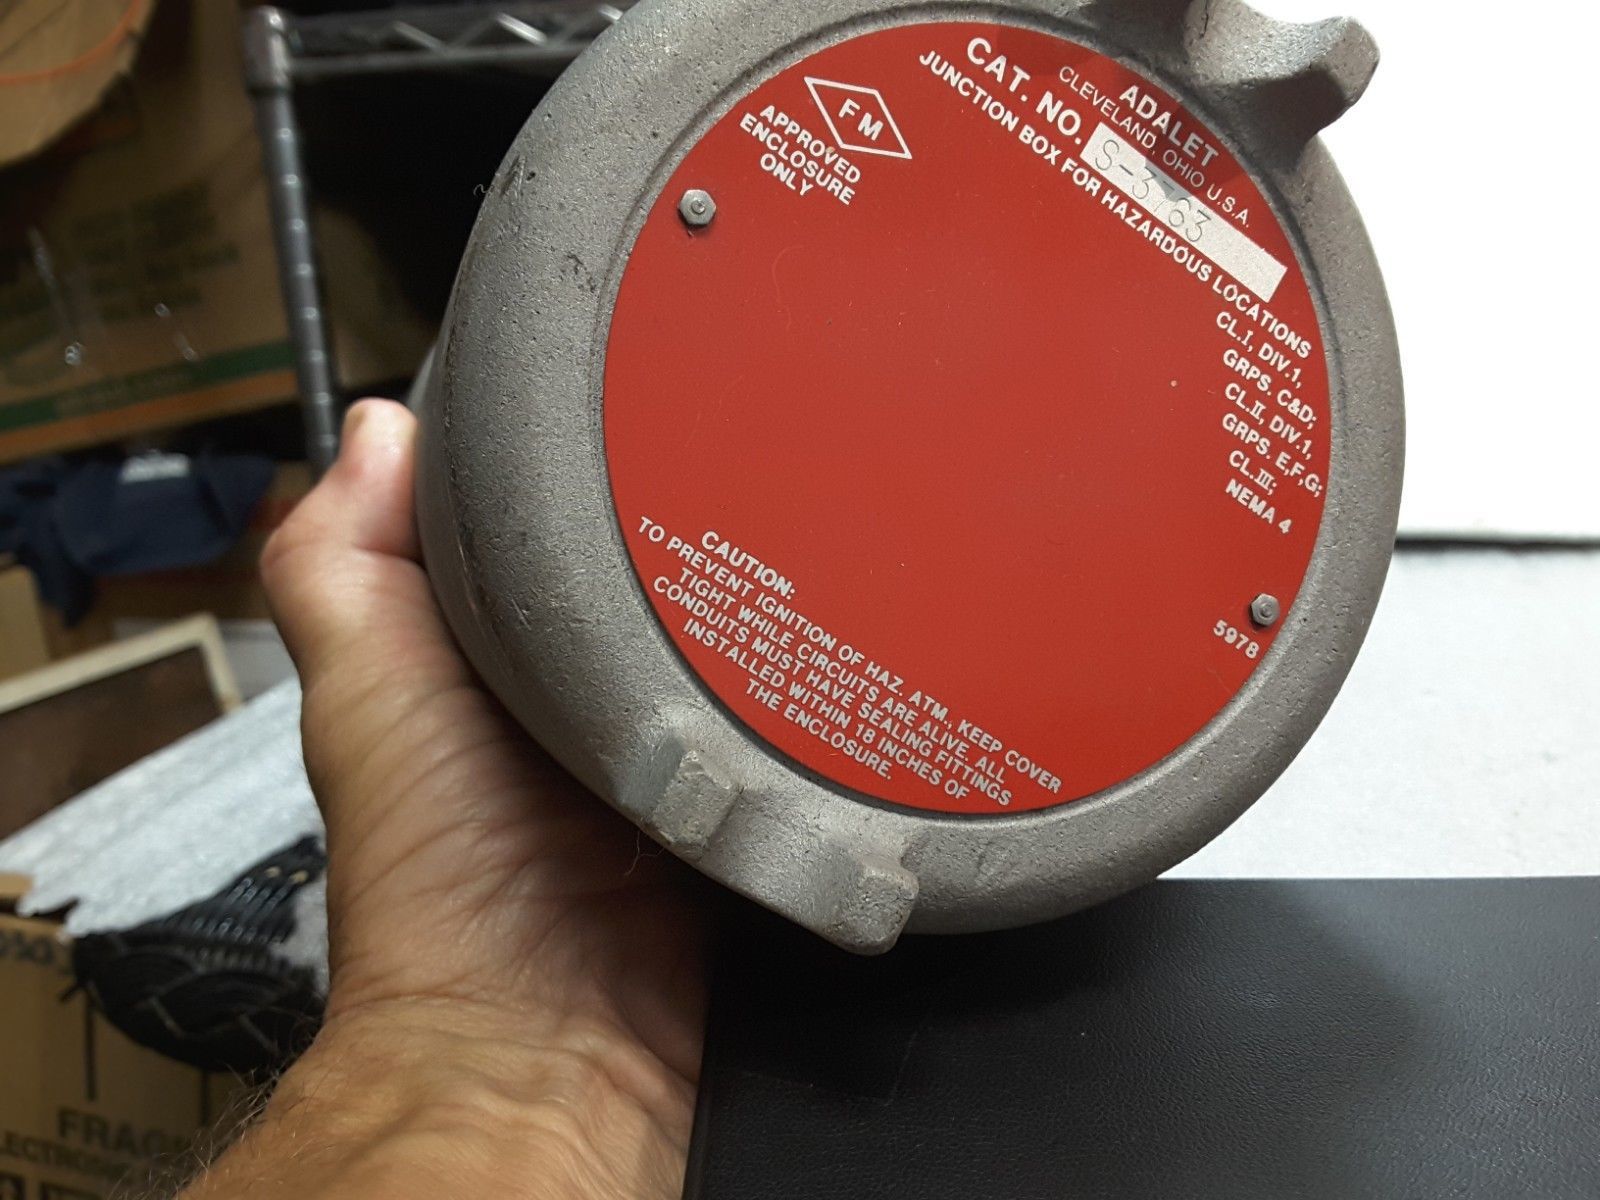 ADALET
CLEVELAND, OHIO U.S.A.
CAT. NO. S-3763
JUNCTION BOX FOR HAZARDOUS LOCATIONS
CL.I, DIV.1,
GRPS. C&D;
CL.II, DIV.1,
GRPS. E,F,G;
CL.III;
NEMA 4
FM
APPROVED
ENCLOSURE
ONLY
5978
CAUTION:
TO PREVENT IGNITION OF HAZ. ATM., KEEP COVER
TIGHT WHILE CIRCUITS ARE ALIVE. ALL
CONDUITS MUST HAVE SEALING FITTINGS
INSTALLED WITHIN 18 INCHES OF
THE ENCLOSURE.